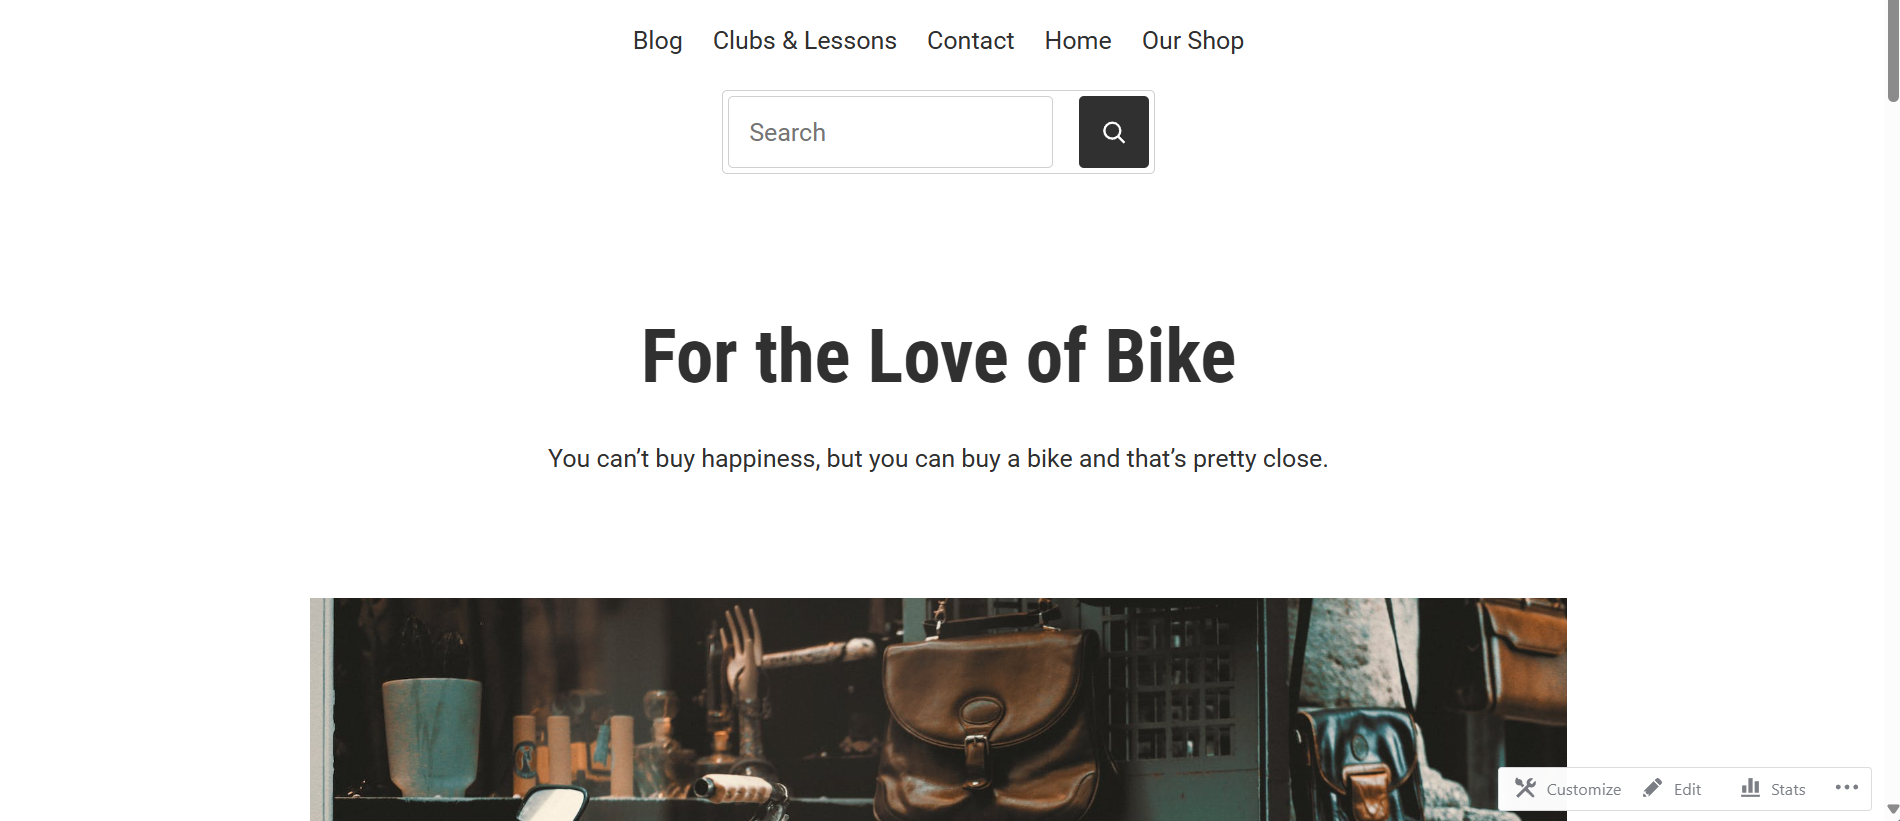 Blog Clubs & Lessons Contact Home Our Shop
Search
For the Love of Bike
You can’t buy happiness, but you can buy a bike and that’s pretty close.
Customize Edit Stats